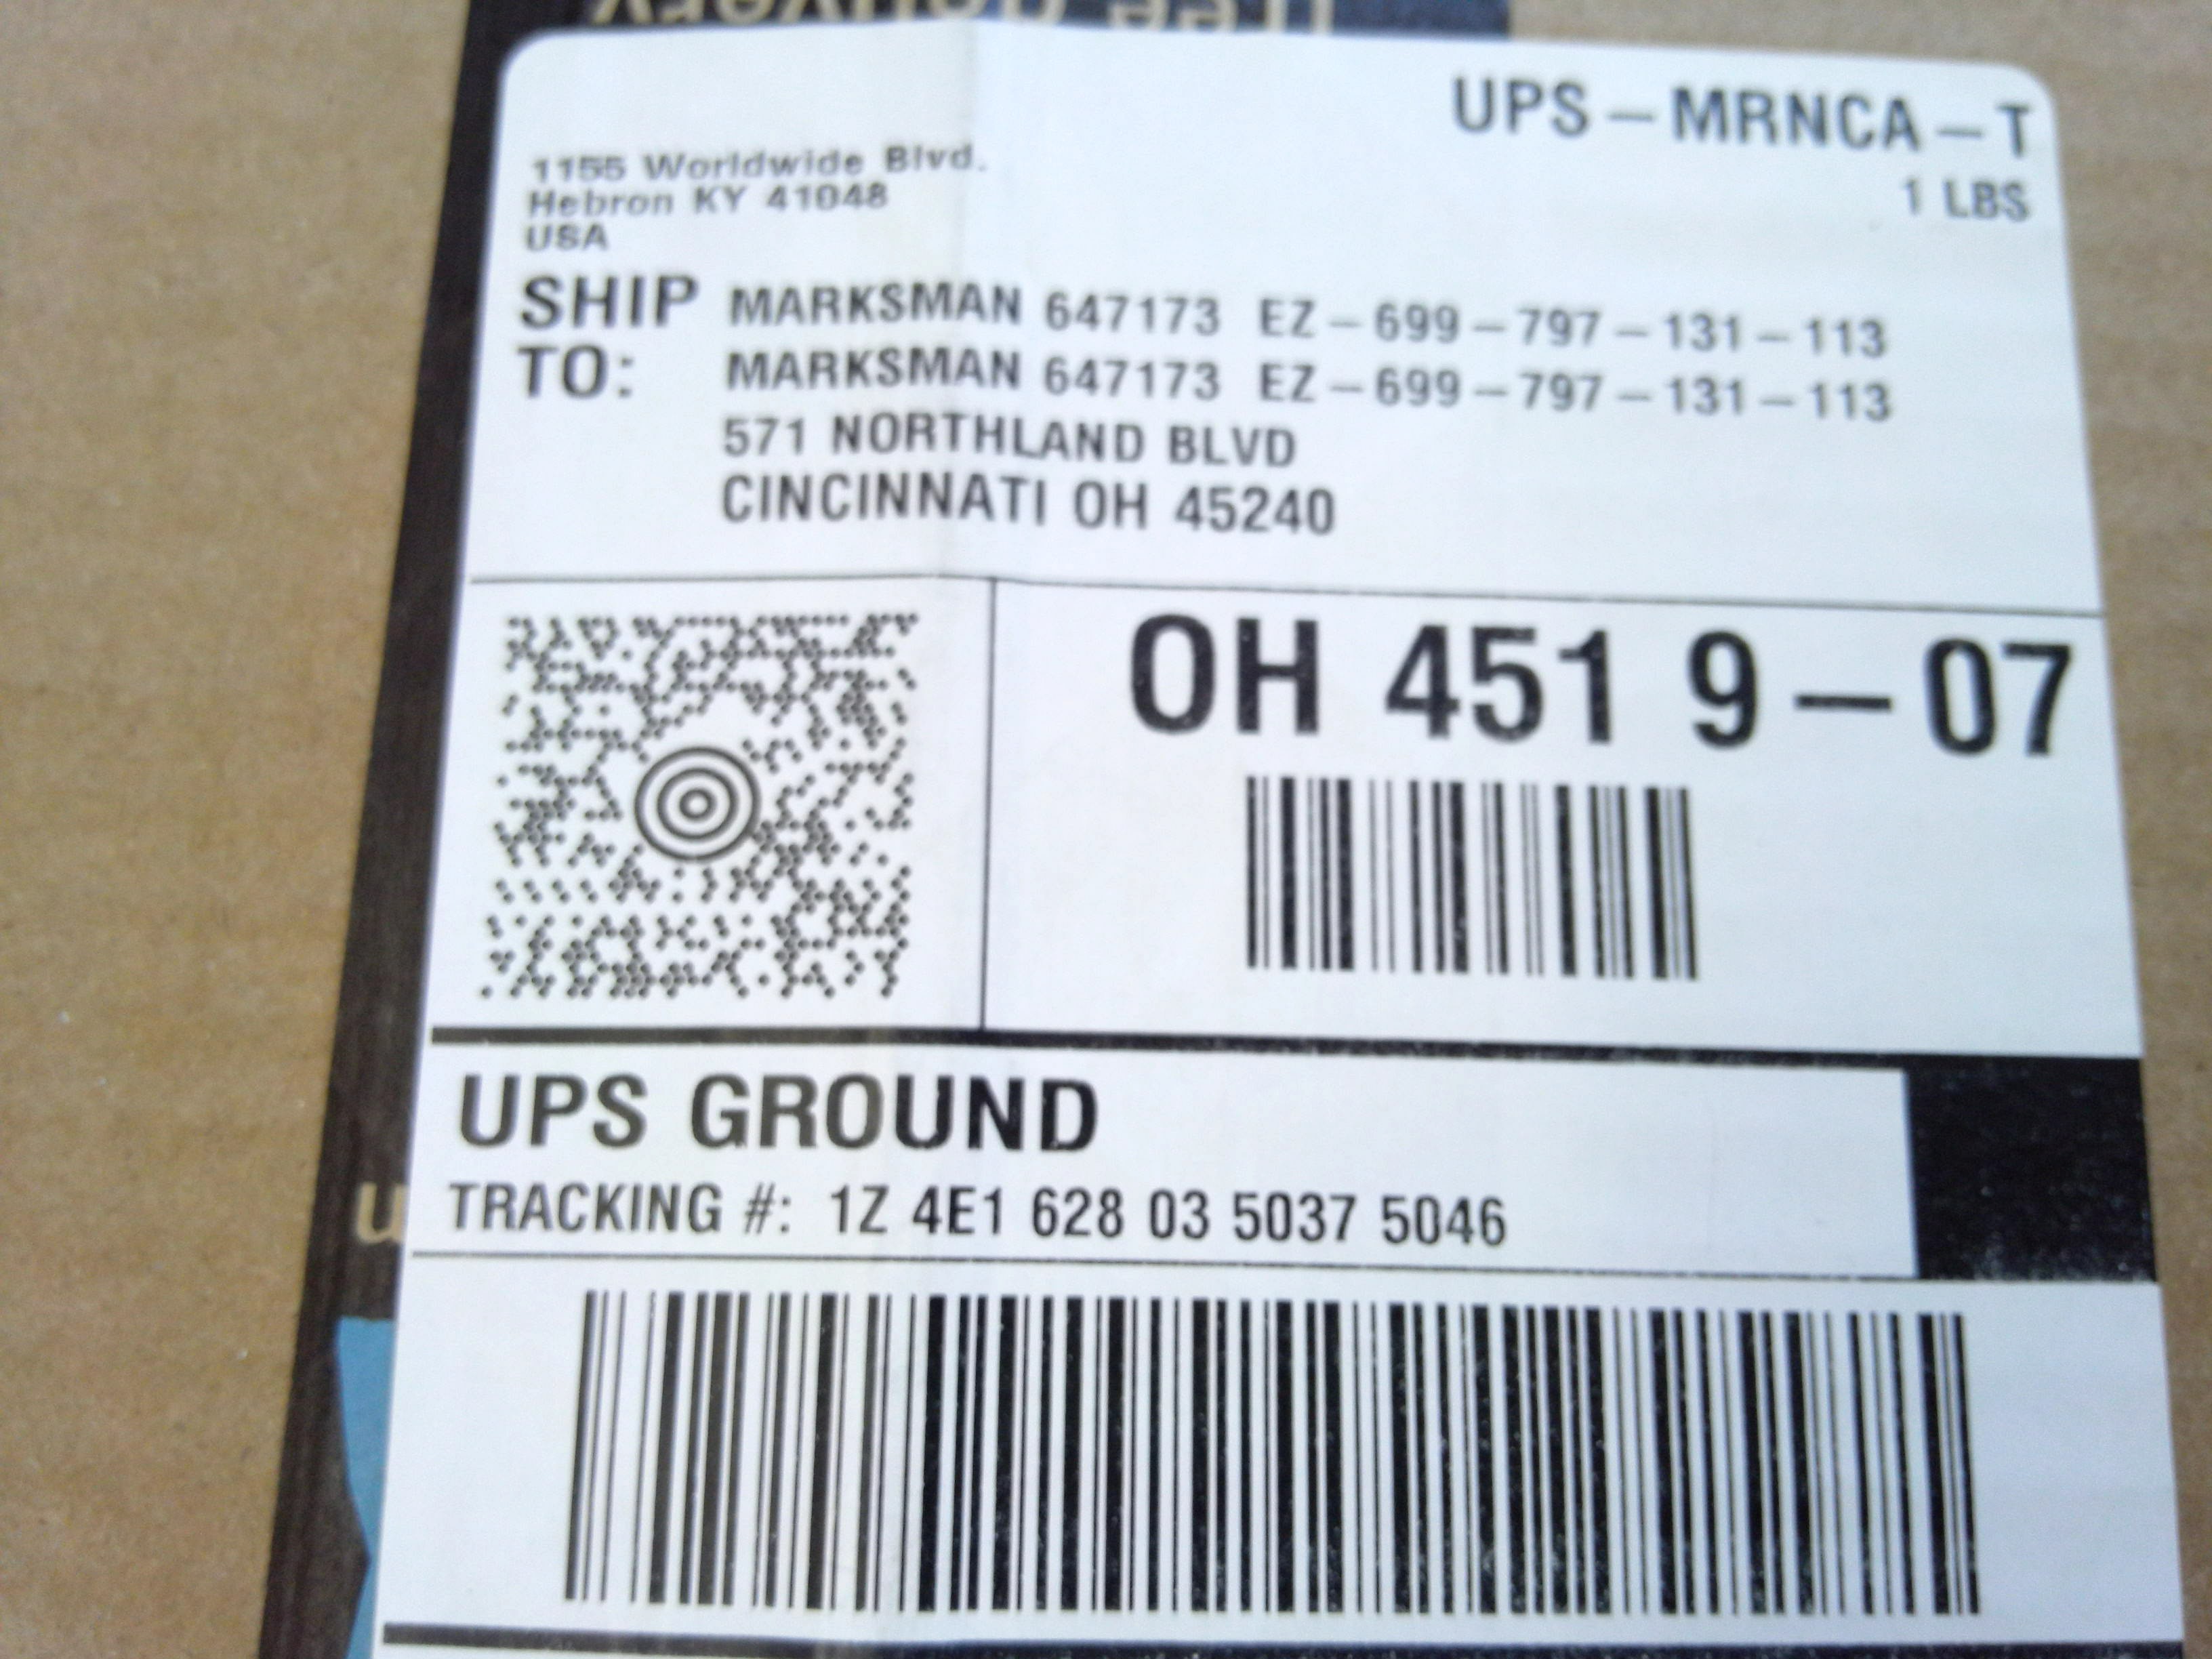 free delivery
UPS-MRNCA-T
1 LBS
1155 Worldwide Blvd.
Hebron KY 41048
USA
SHIP TO:
MARKSMAN 647173 EZ-699-797-131-113
MARKSMAN 647173 EZ-699-797-131-113
571 NORTHLAND BLVD
CINCINNATI OH 45240
OH 451 9-07
UPS GROUND
TRACKING #: 1Z 4E1 628 03 5037 5046